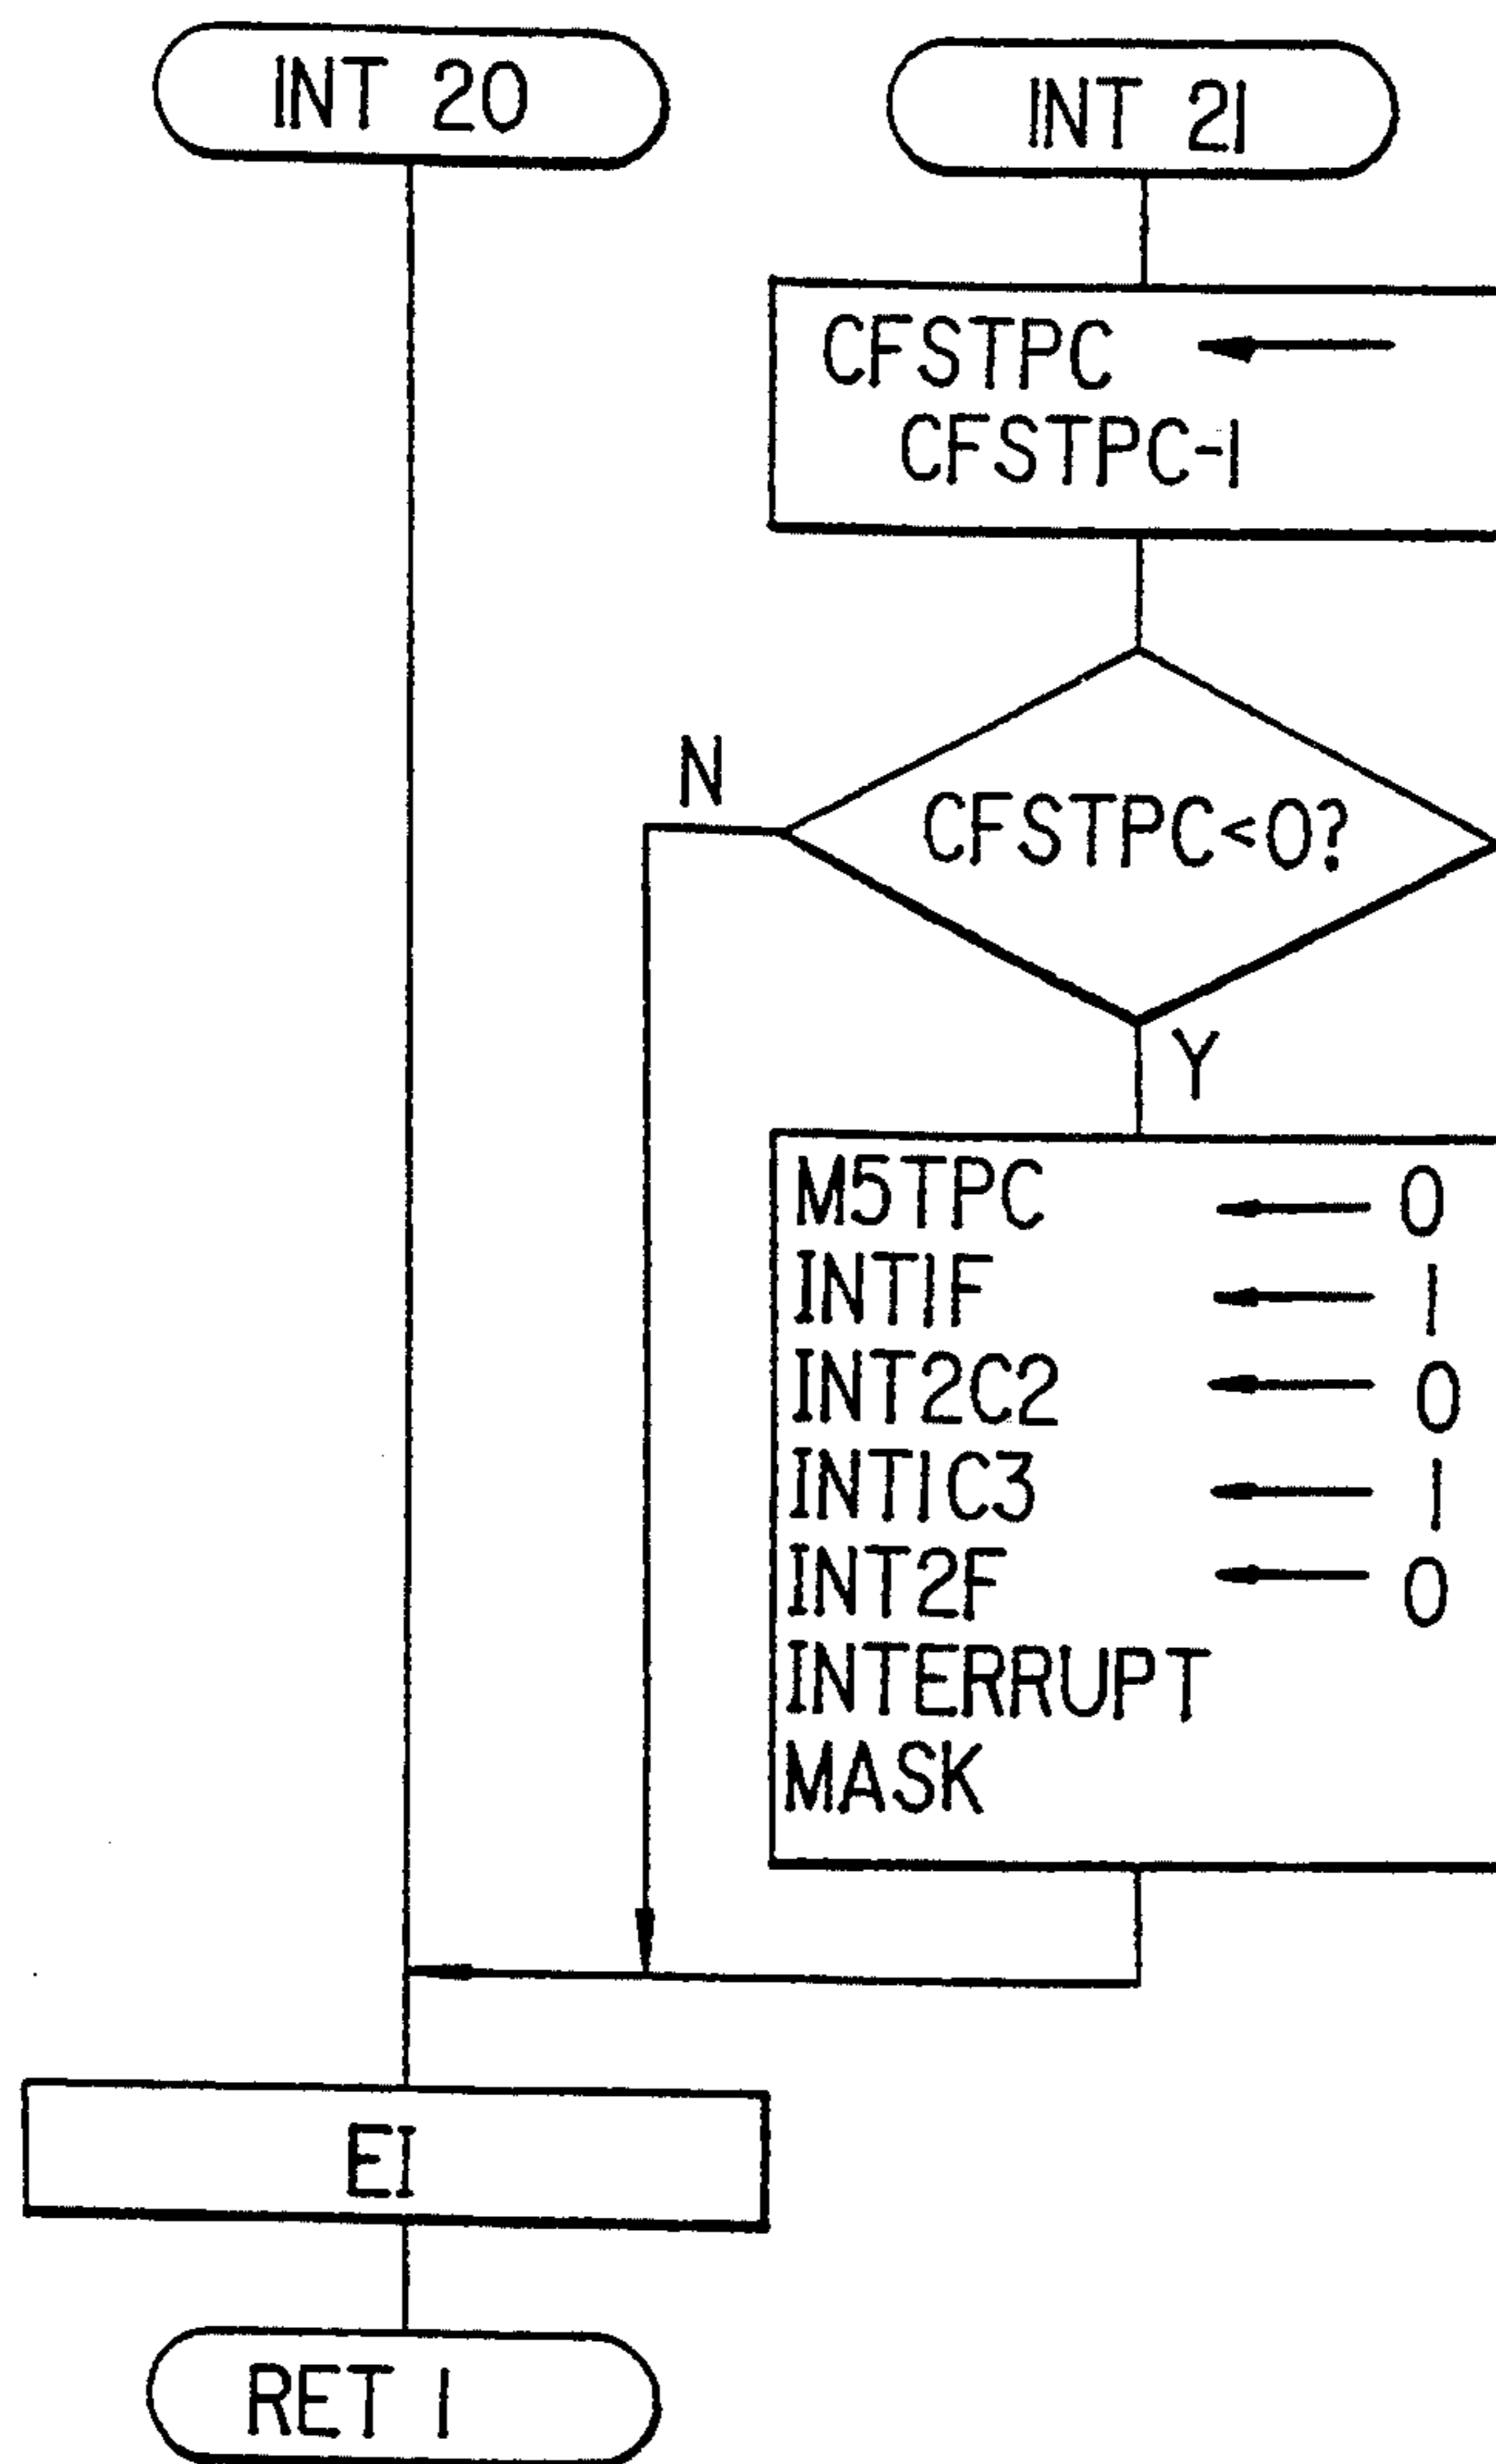 INT 20
INT 21
CFSTPC ←
CFSTPC-1
N
CFSTPC<0?
Y
M5TPC ← 0
INT1F ← 1
INT2C2 ← 0
INT1C3 ← 1
INT2F ← 0
INTERRUPT
MASK
EI
RET I